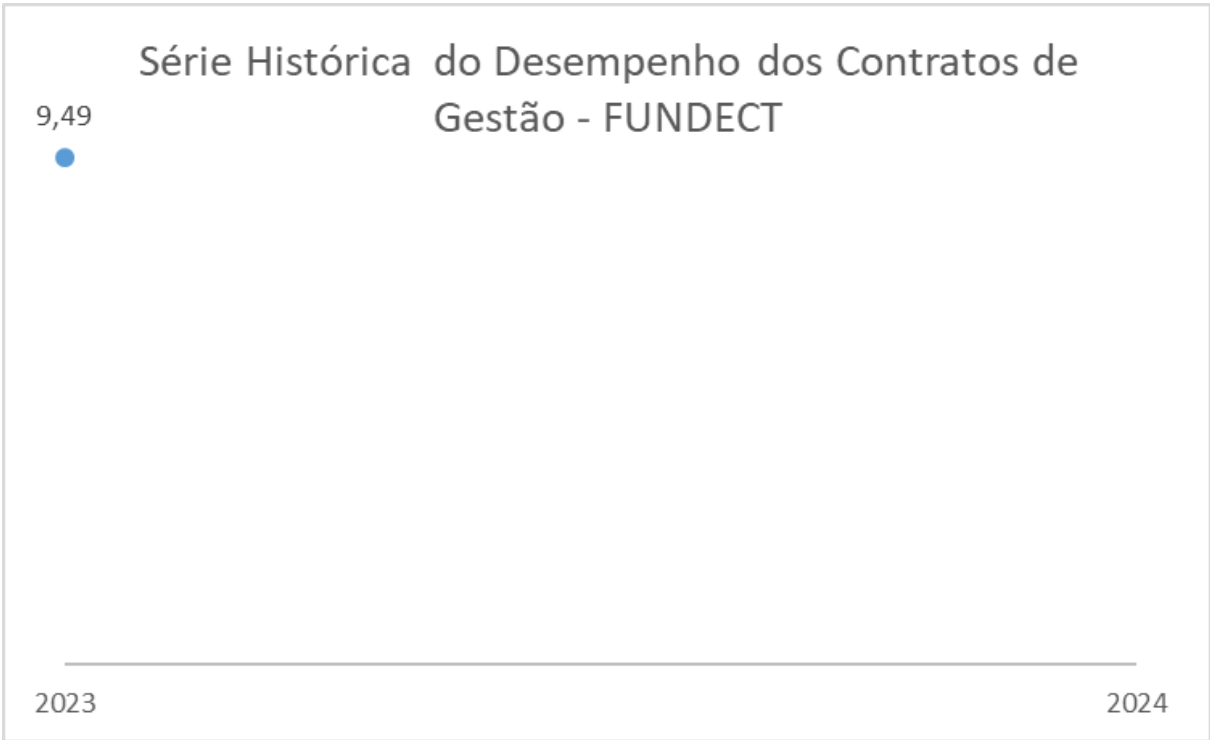 Série Histórica do Desempenho dos Contratos de
Gestão - FUNDECT
9,49
2023
2024